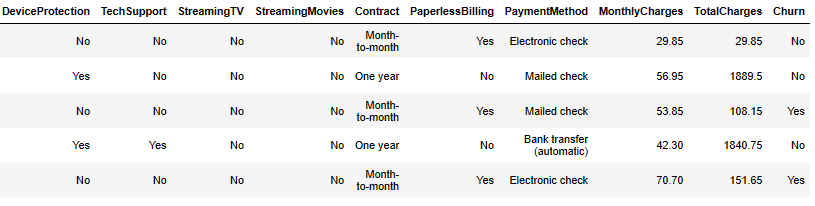 DeviceProtection TechSupport StreamingTV StreamingMovies Contract PaperlessBilling PaymentMethod MonthlyCharges TotalCharges Churn
No No No No Month-to-month Yes Electronic check 29.85 29.85 No
Yes No No No One year No Mailed check 56.95 1889.5 No
No No No No Month-to-month Yes Mailed check 53.85 108.15 Yes
Yes Yes No No One year No Bank transfer (automatic) 42.30 1840.75 No
No No No No Month-to-month Yes Electronic check 70.70 151.65 Yes